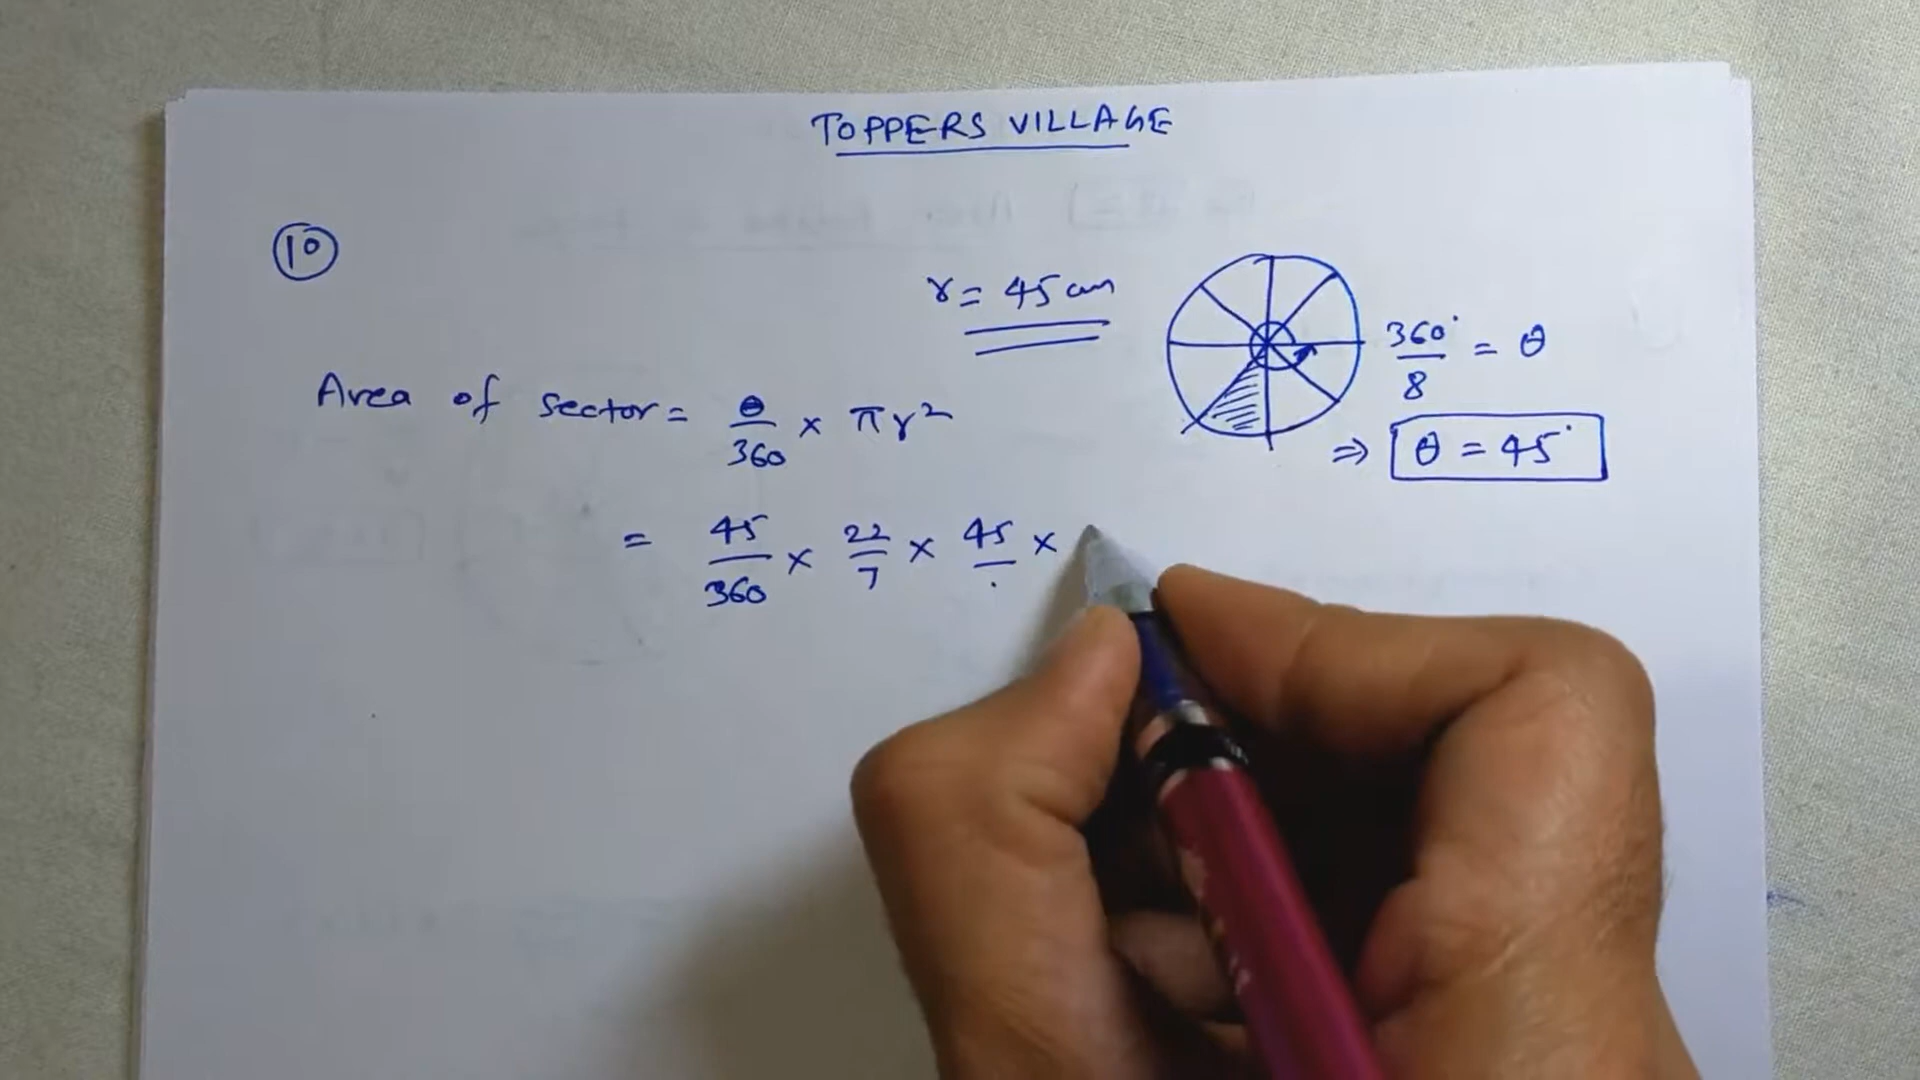 TOPPERS VILLAGE
10
r = 45 cm
360° / 8 = θ
⇒ θ = 45°
Area of sector = θ/360 × πr²
= 45/360 × 22/7 × 45/. ×